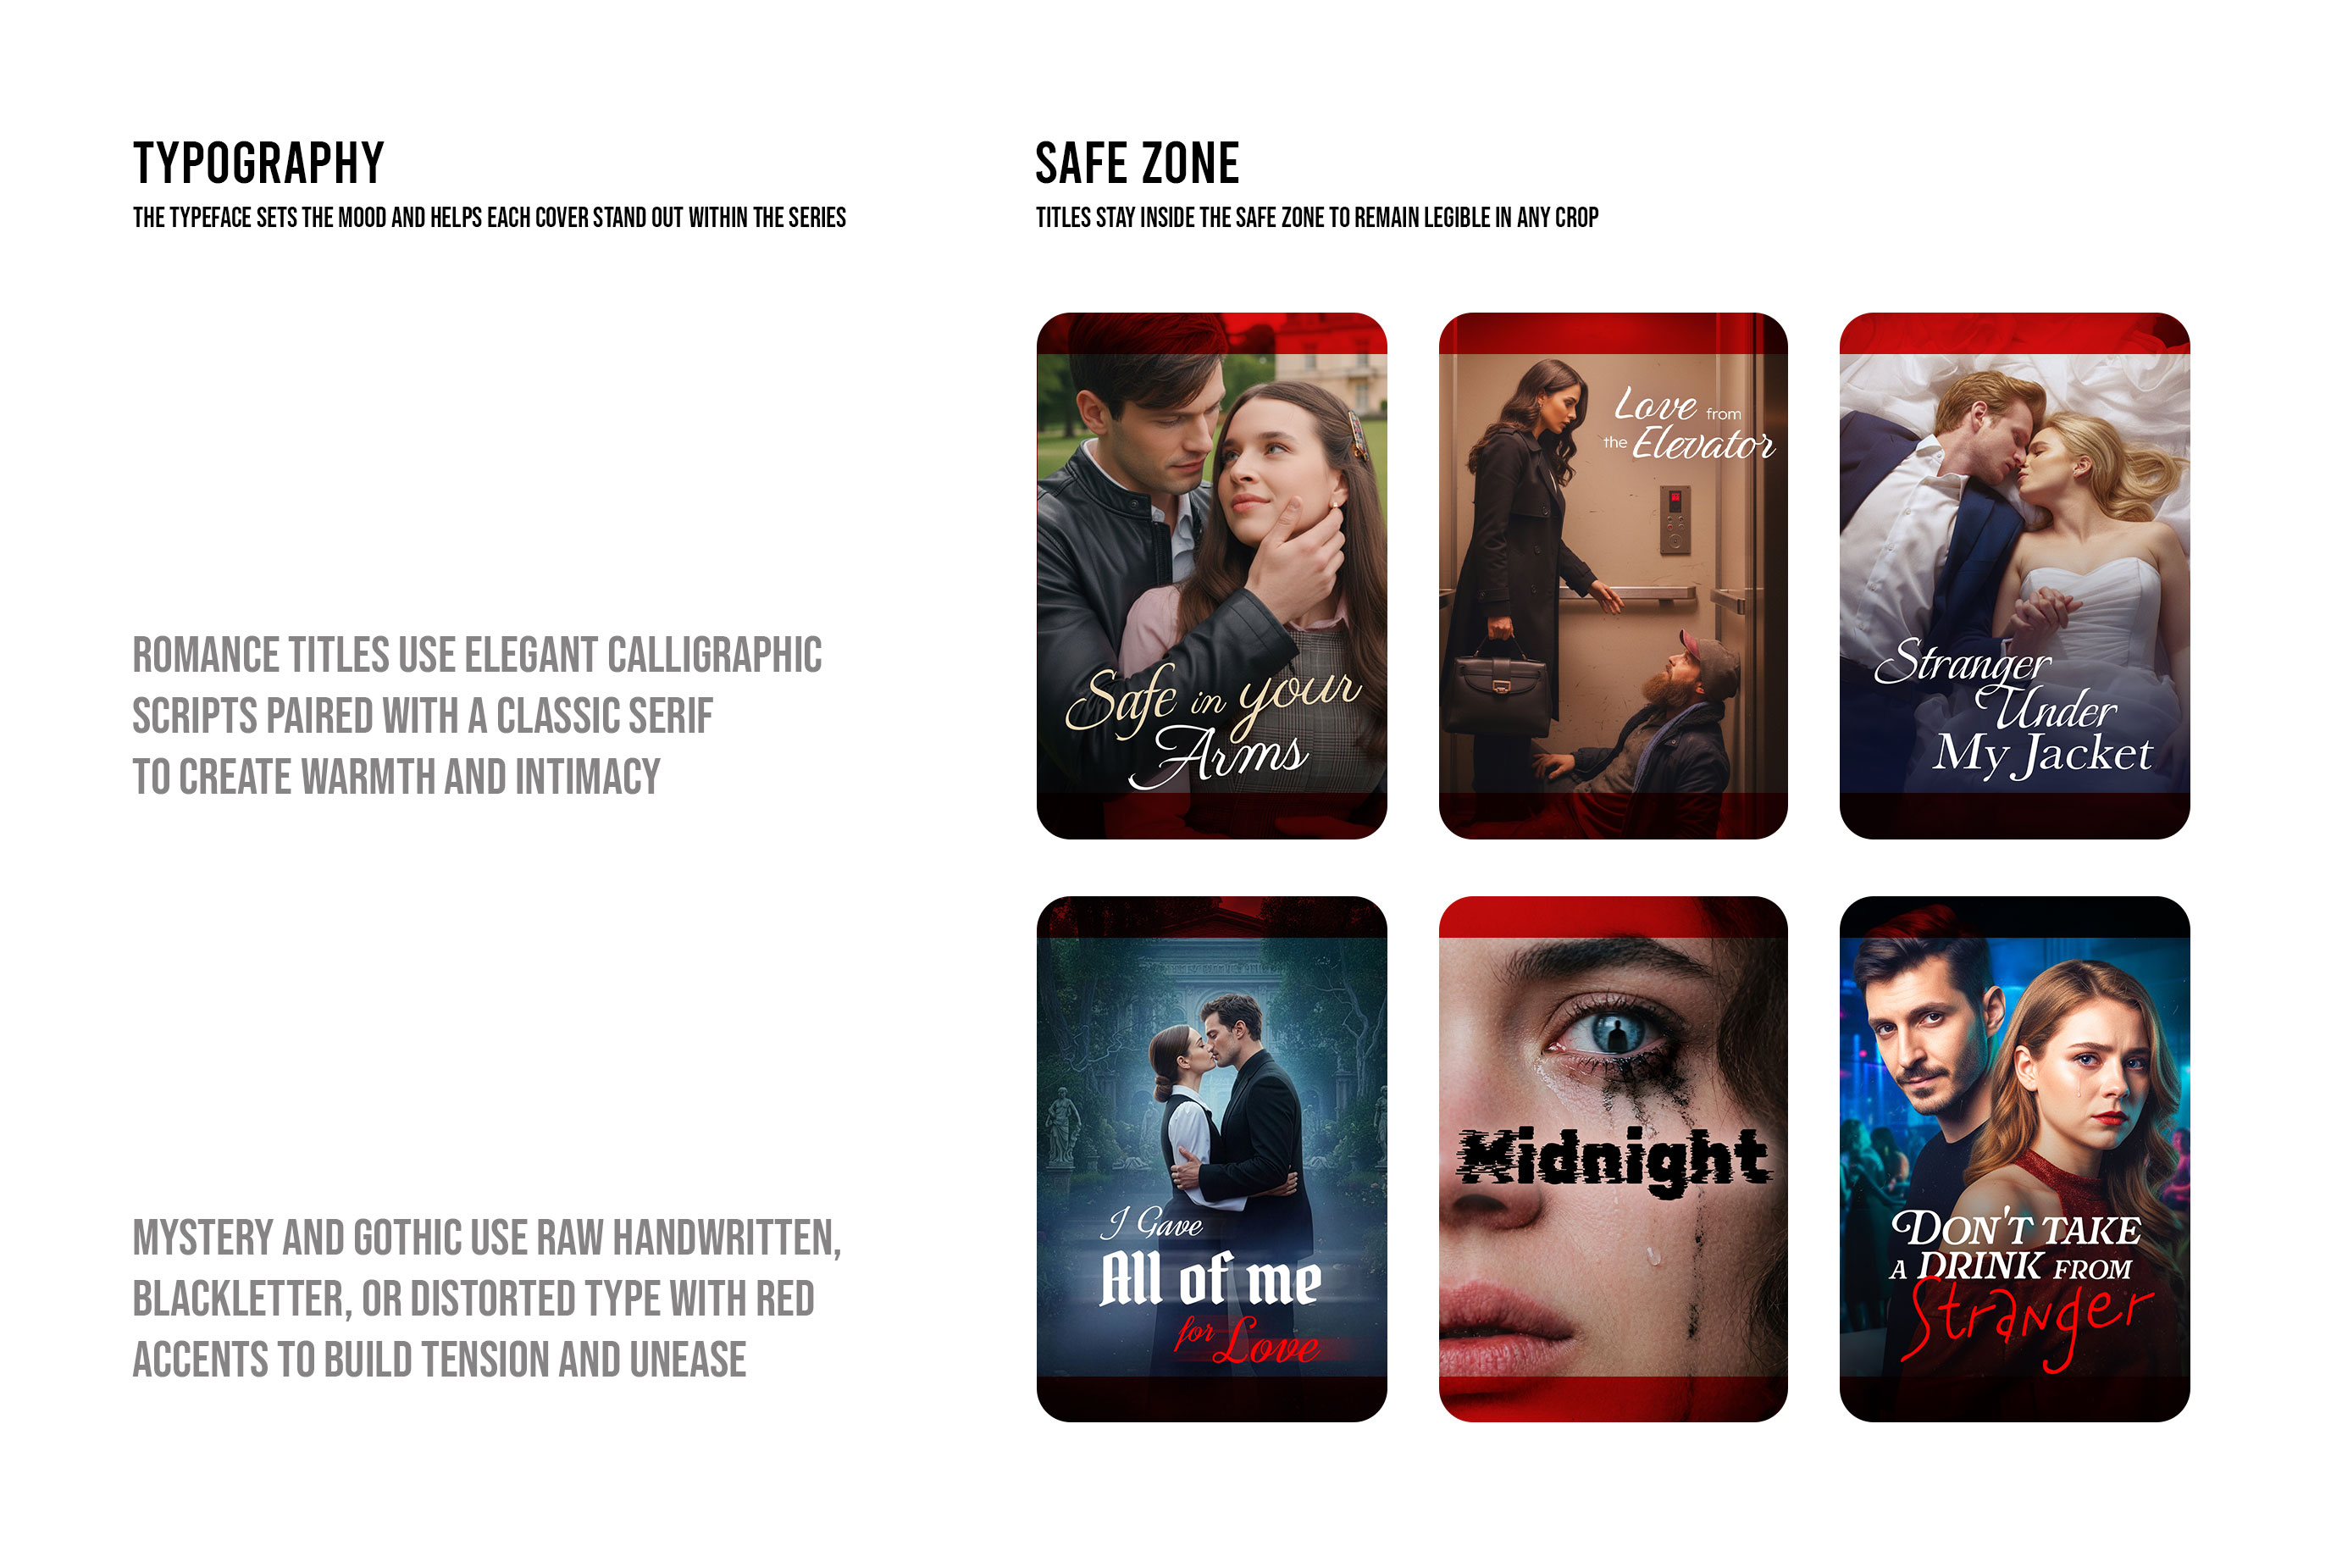 TYPOGRAPHY
THE TYPEFACE SETS THE MOOD AND HELPS EACH COVER STAND OUT WITHIN THE SERIES
ROMANCE TITLES USE ELEGANT CALLIGRAPHIC
SCRIPTS PAIRED WITH A CLASSIC SERIF
TO CREATE WARMTH AND INTIMACY
MYSTERY AND GOTHIC USE RAW HANDWRITTEN,
BLACKLETTER, OR DISTORTED TYPE WITH RED
ACCENTS TO BUILD TENSION AND UNEASE
SAFE ZONE
TITLES STAY INSIDE THE SAFE ZONE TO REMAIN LEGIBLE IN ANY CROP
Safe in your
Arms
Love from
the Elevator
Stranger
Under
My Jacket
I Gave
All of me
for Love
Midnight
DON'T TAKE
A DRINK FROM
Stranger